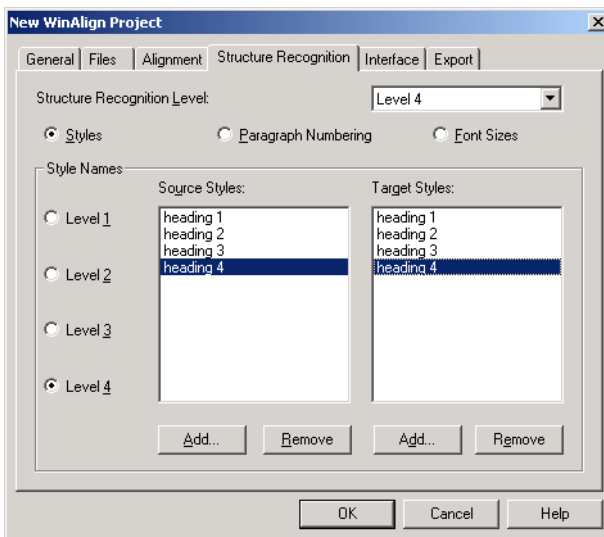 New WinAlign Project
General Files Alignment Structure Recognition Interface Export
Structure Recognition Level: Level 4
Styles Paragraph Numbering Font Sizes
Style Names
Source Styles: Target Styles:
Level 1 heading 1 heading 1
heading 2 heading 2
heading 3 heading 3
Level 2 heading 4 heading 4
Level 3
Level 4
Add... Remove Add... Remove
OK Cancel Help